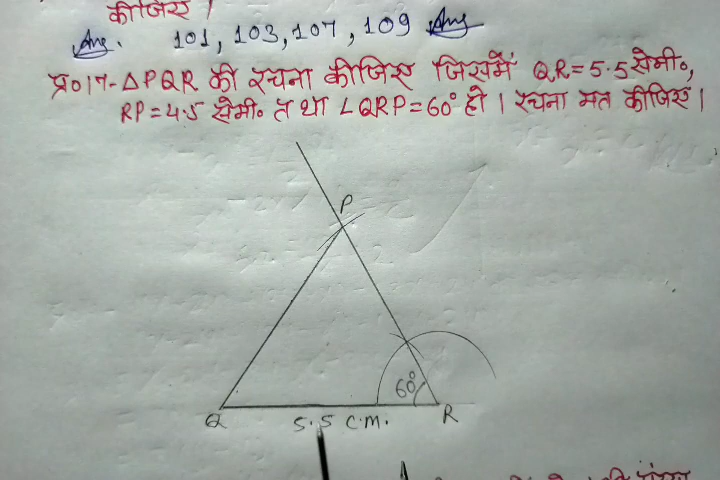 कीजिए।
Ans. 101, 103, 107, 109 Ans
प्र०17- △PQR की रचना कीजिए जिसमें QR=5.5 सेमी०,
RP=4.5 सेमी० तथा ∠QRP=60° हो। रचना मत कीजिए।
P
60°
Q
R
5.5 C.M.